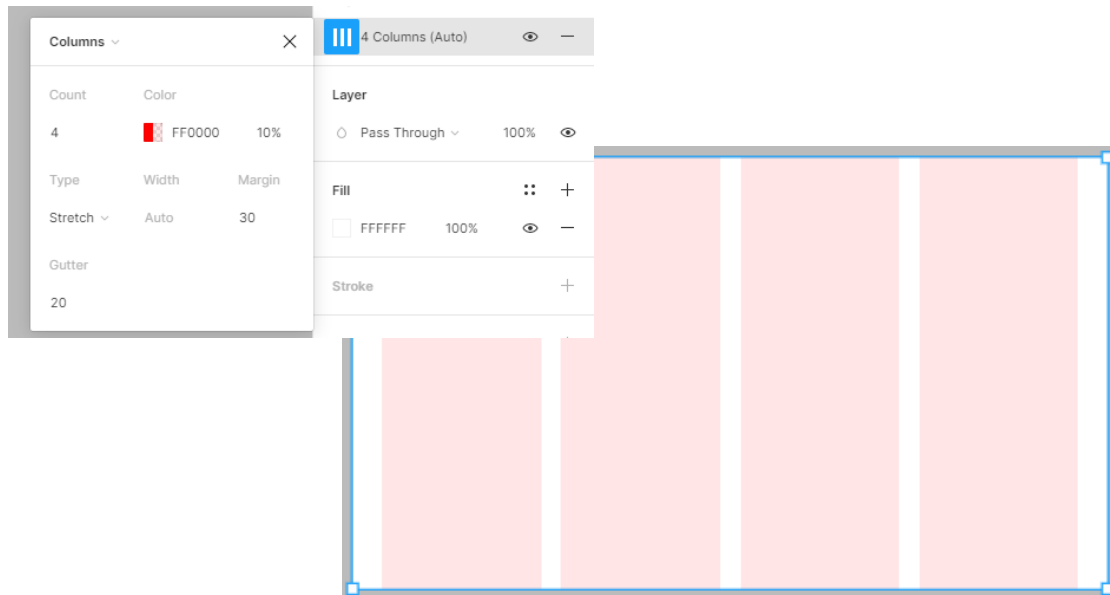 Columns
Count Color
4 FF0000 10%
Type Width Margin
Stretch Auto 30
Gutter
20
4 Columns (Auto)
Layer
Pass Through 100%
Fill
FFFFFF 100%
Stroke